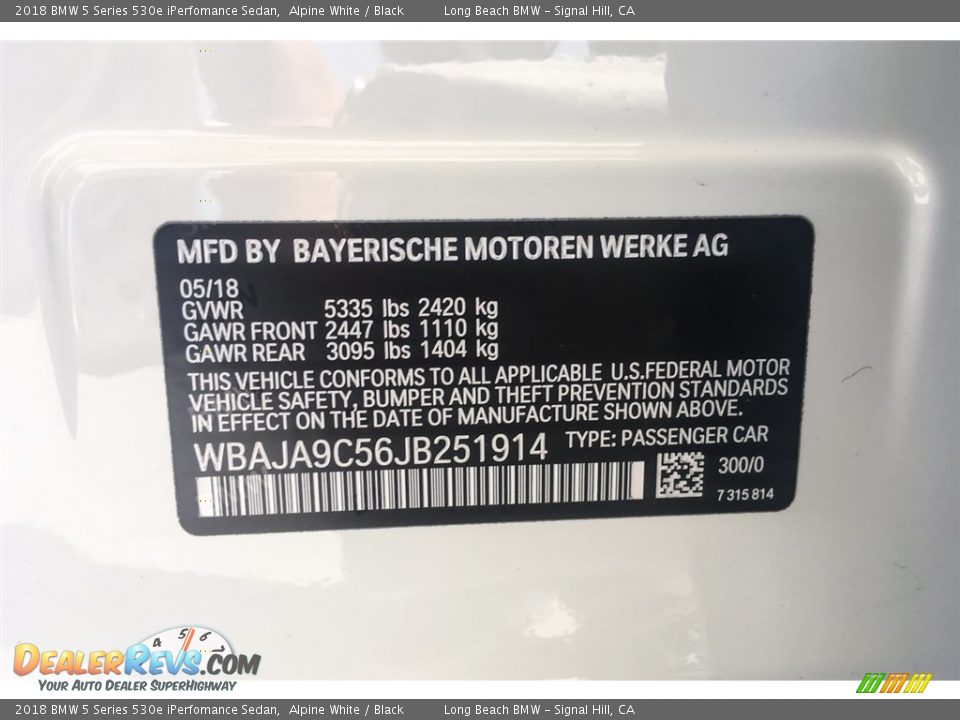 2018 BMW 5 Series 530e iPerfomance Sedan, Alpine White / Black Long Beach BMW – Signal Hill, CA
MFD BY BAYERISCHE MOTOREN WERKE AG
05/18
GVWR 5335 lbs 2420 kg
GAWR FRONT 2447 lbs 1110 kg
GAWR REAR 3095 lbs 1404 kg
THIS VEHICLE CONFORMS TO ALL APPLICABLE U.S.FEDERAL MOTOR
VEHICLE SAFETY, BUMPER AND THEFT PREVENTION STANDARDS
IN EFFECT ON THE DATE OF MANUFACTURE SHOWN ABOVE.
WBAJA9C56JB251914 TYPE: PASSENGER CAR
300/0
7 315 814
4 5 6
DEALERREVS.COM
YOUR AUTO DEALER SUPERHIGHWAY
2018 BMW 5 Series 530e iPerfomance Sedan, Alpine White / Black Long Beach BMW – Signal Hill, CA